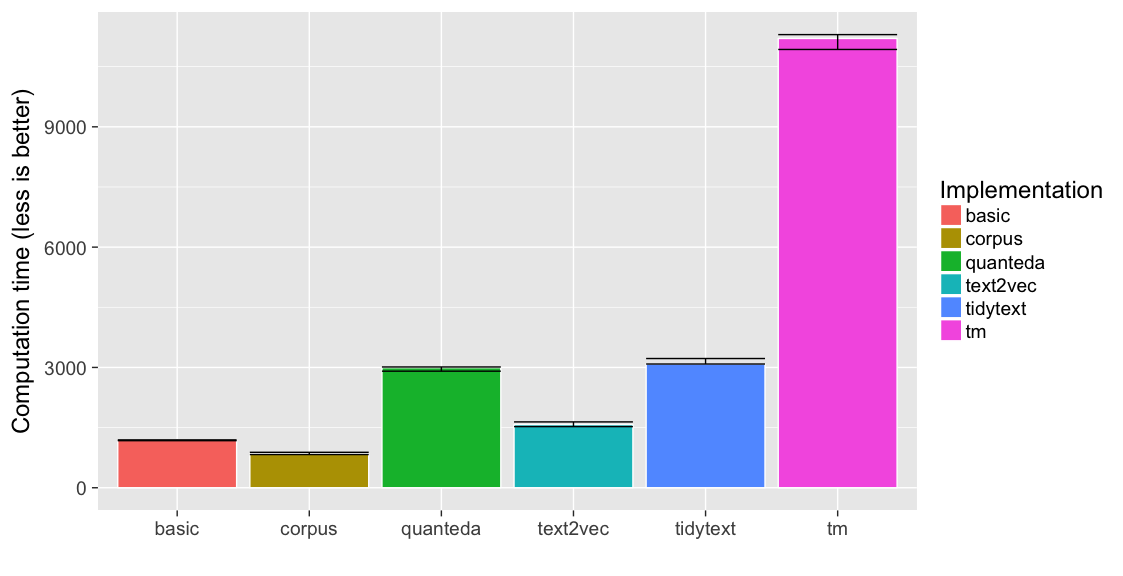 Computation time (less is better)
9000
6000
3000
0
basic
corpus
quanteda
text2vec
tidytext
tm
Implementation
basic
corpus
quanteda
text2vec
tidytext
tm